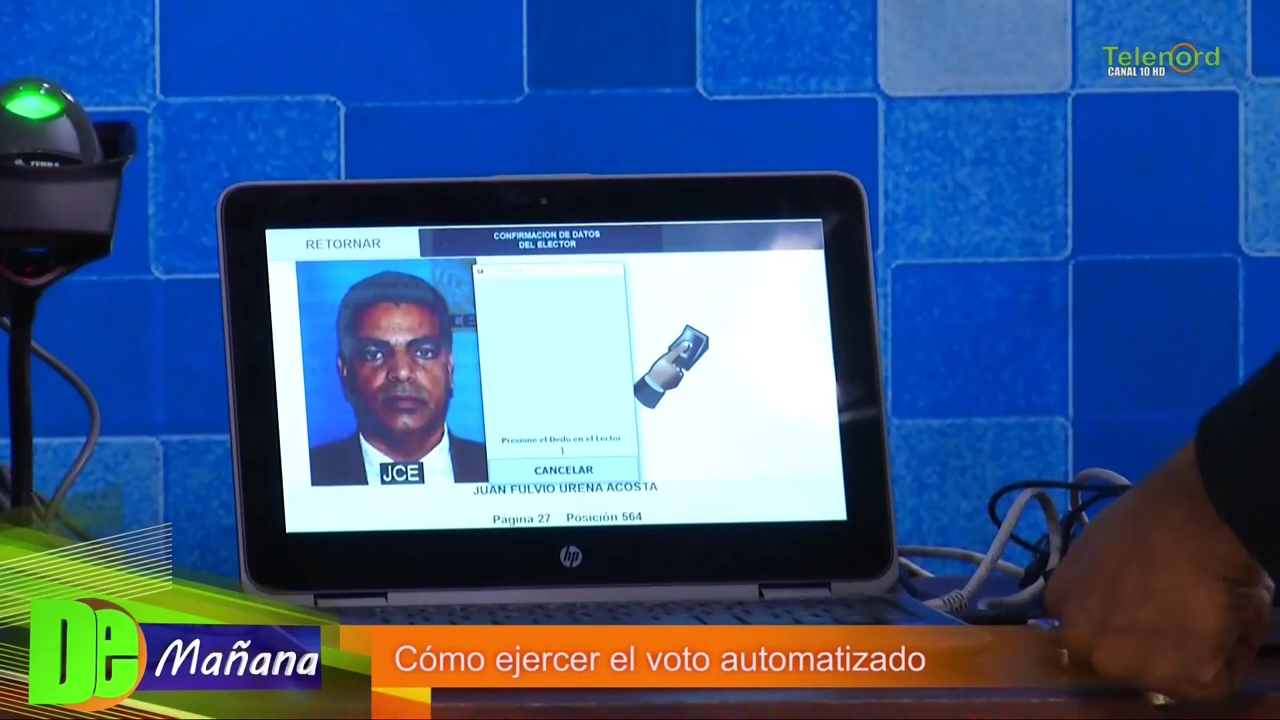 Telenord
CANAL 10 HD
RETORNAR
CONFIRMACION DE DATOS
DEL ELECTOR
Presione el Dedo en el Lector
CANCELAR
JCE
JUAN FULVIO UREÑA ACOSTA
Página 27 Posición 564
hp
De Mañana
Cómo ejercer el voto automatizado